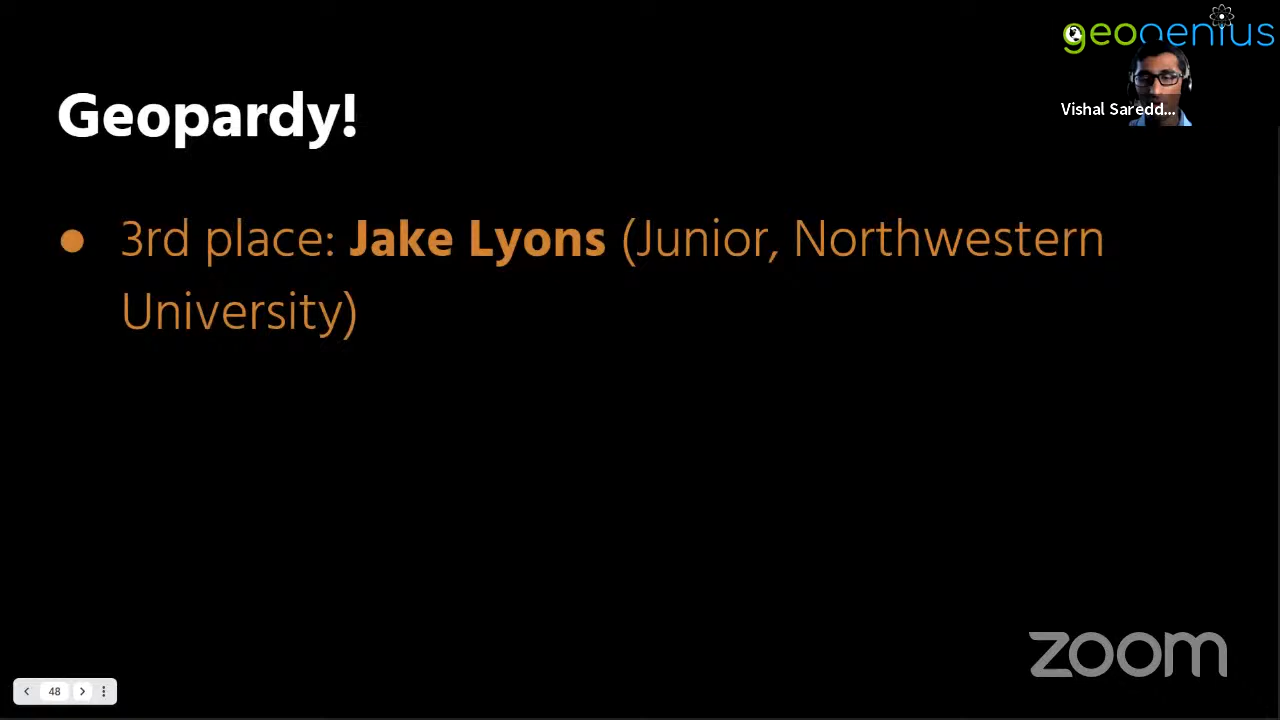 geogenius
Vishal Saredd...
Geopardy!
● 3rd place: Jake Lyons (Junior, Northwestern
University)
zoom
48